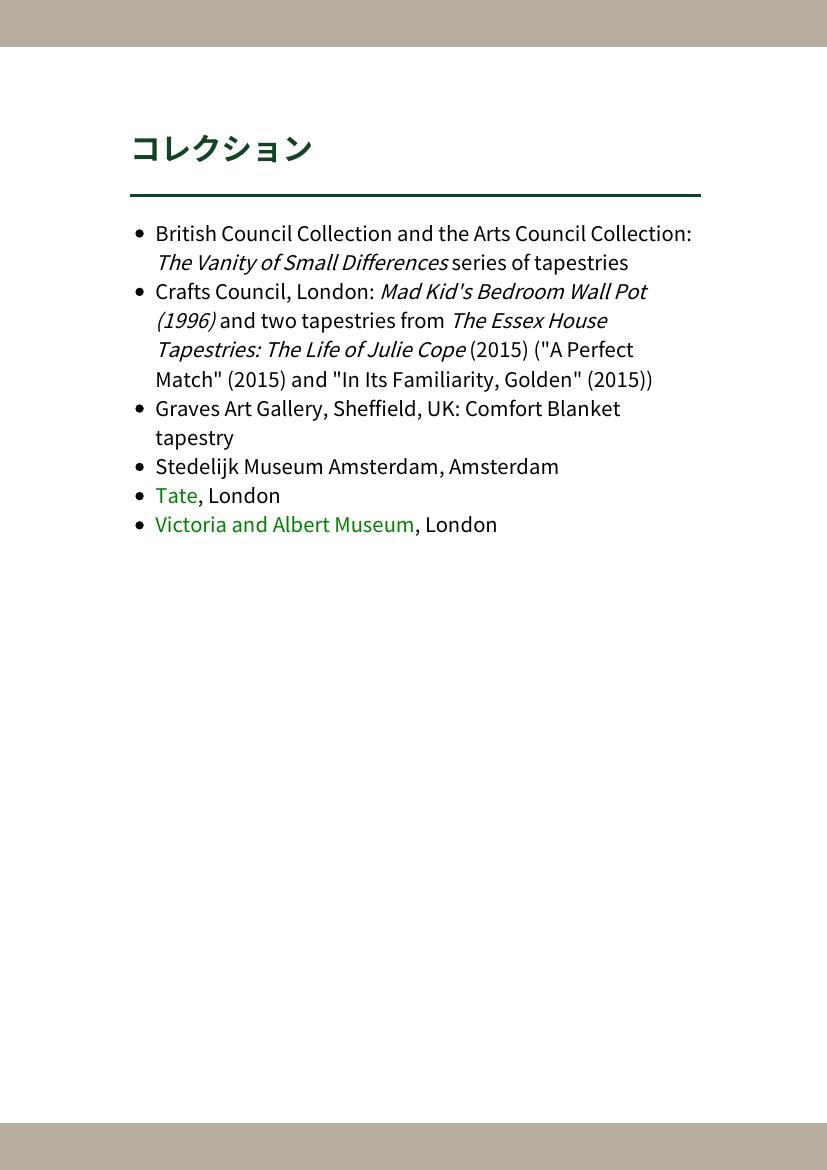 コレクション
• British Council Collection and the Arts Council Collection:
The Vanity of Small Differences series of tapestries
• Crafts Council, London: Mad Kid's Bedroom Wall Pot
(1996) and two tapestries from The Essex House
Tapestries: The Life of Julie Cope (2015) ("A Perfect
Match" (2015) and "In Its Familiarity, Golden" (2015))
• Graves Art Gallery, Sheffield, UK: Comfort Blanket
tapestry
• Stedelijk Museum Amsterdam, Amsterdam
• Tate, London
• Victoria and Albert Museum, London